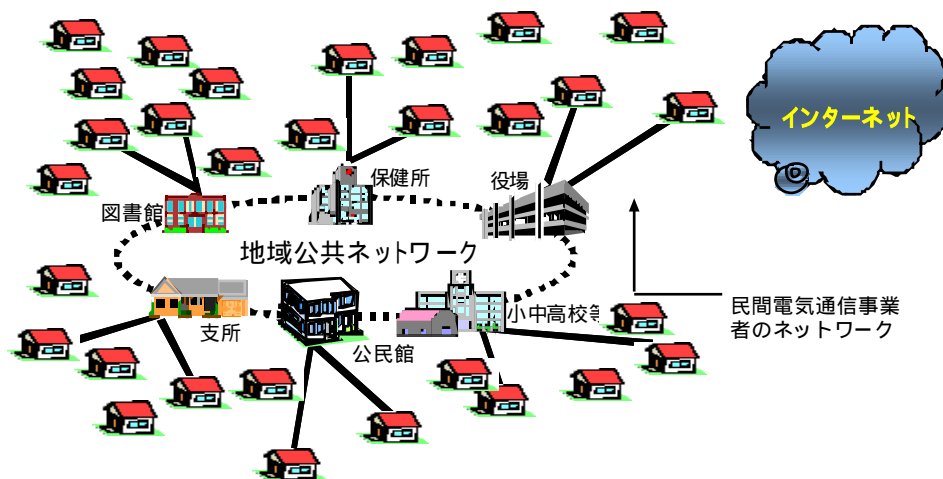 インターネット
保健所
役場
図書館
地域公共ネットワーク
小中高校等
支所
公民館
民間電気通信事業
者のネットワーク